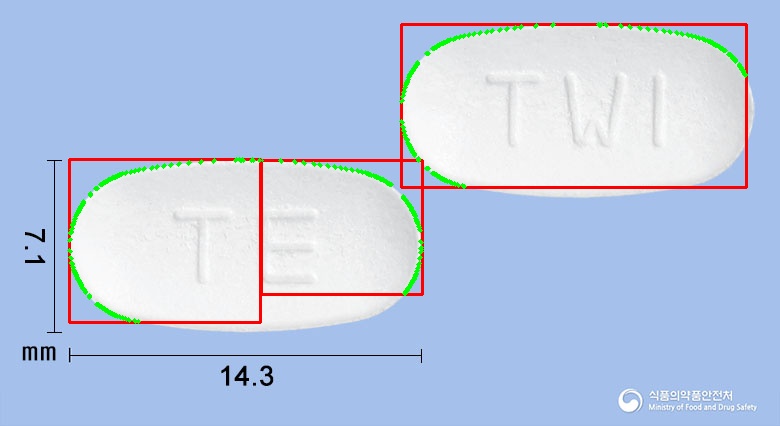 TWI
TE
7.1
mm
14.3
식품의약품안전처
Ministry of Food and Drug Safety